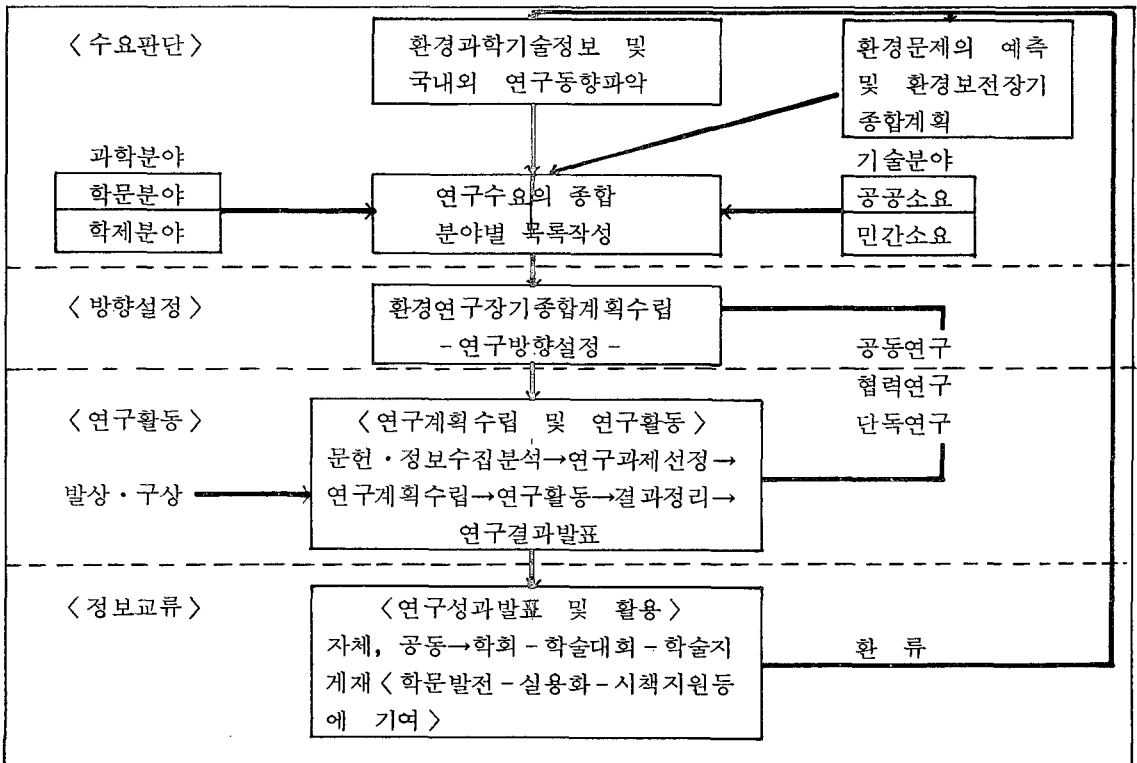 〈수요판단〉
환경과학기술정보 및
국내외 연구동향파악
환경문제의 예측
및 환경보전장기
종합계획
과학분야
학문분야
학제분야
연구수요의 종합
분야별 목록작성
기술분야
공공소요
민간소요
〈방향설정〉
환경연구장기종합계획수립
-연구방향설정-
공동연구
협력연구
단독연구
〈연구활동〉
발상·구상
〈연구계획수립 및 연구활동〉
문헌·정보수집분석→연구과제선정→
연구계획수립→연구활동→결과정리→
연구결과발표
〈정보교류〉
〈연구성과발표 및 활용〉
자체, 공동→학회-학술대회-학술지
게재〈학문발전-실용화-시책지원등
에 기여〉
환 류